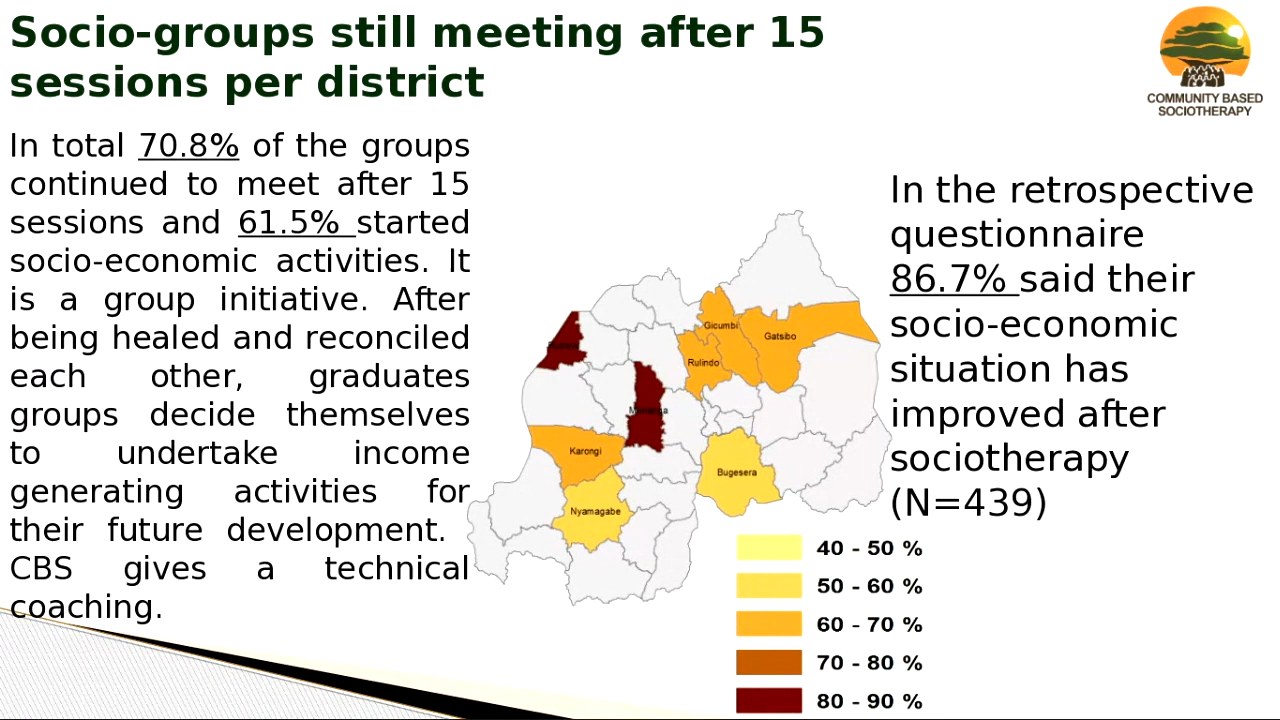 Socio-groups still meeting after 15
sessions per district
COMMUNITY BASED
SOCIOTHERAPY
In total 70.8% of the groups
continued to meet after 15
sessions and 61.5% started
socio-economic activities. It
is a group initiative. After
being healed and reconciled
each other, graduates
groups decide themselves
to undertake income
generating activities for
their future development.
CBS gives a technical
coaching.
Gicumbi
Gatsibo
Rulindo
Karongi
Bugesera
Nyamagabe
In the retrospective
questionnaire
86.7% said their
socio-economic
situation has
improved after
sociotherapy
(N=439)
40 - 50 %
50 - 60 %
60 - 70 %
70 - 80 %
80 - 90 %